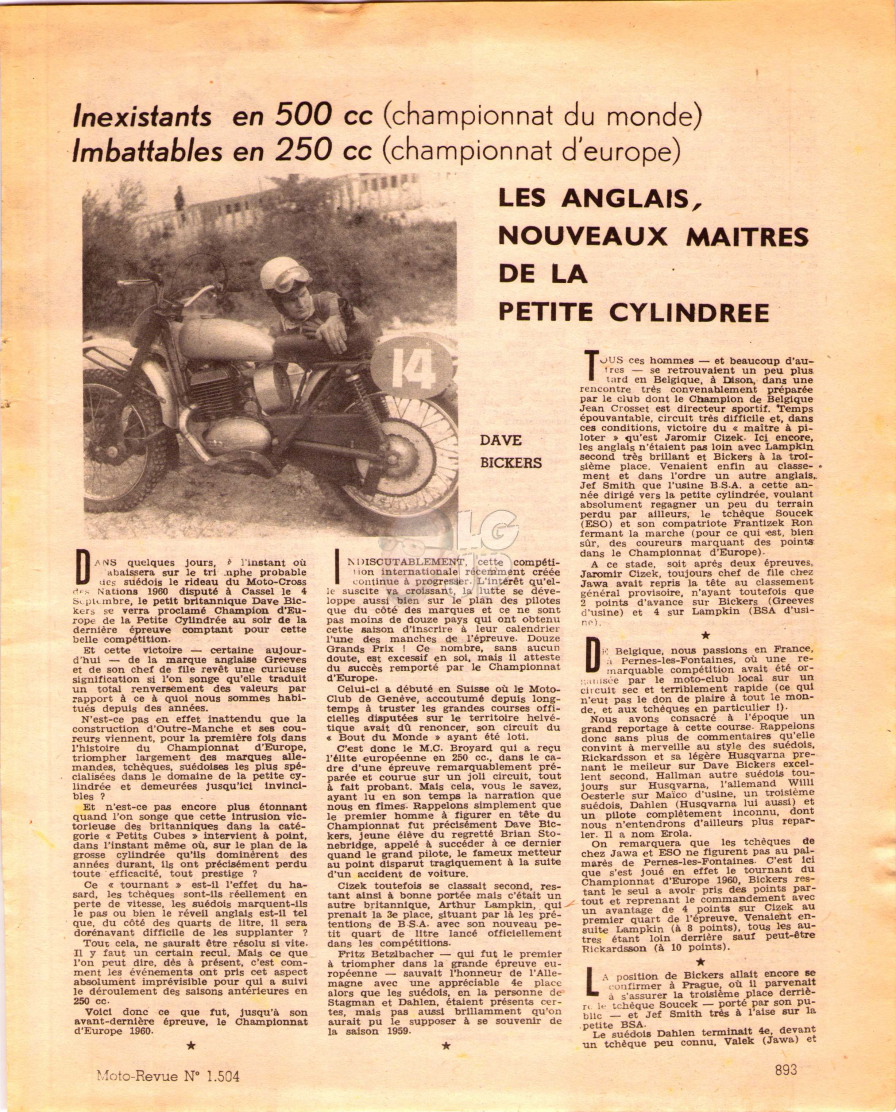 Inexistants en 500 cc (championnat du monde)
Imbattables en 250 cc (championnat d'europe)
LES ANGLAIS,
NOUVEAUX MAITRES
DE LA
PETITE CYLINDREE
14
DAVE
BICKERS
DANS quelques jours, à l'instant où
s'abaissera sur le tri mphe probable
des suédois le rideau du Moto-Cross
des Nations 1960 disputé à Cassel le 4
Septembre, le petit britannique Dave Bic-
kers se verra proclamé Champion d'Eu-
rope de la Petite Cylindrée au soir de la
dernière épreuve comptant pour cette
belle compétition.
Et cette victoire — certaine aujour-
d'hui — de la marque anglaise Greeves
et de son chef de file revêt une curieuse
signification si l'on songe qu'elle traduit
un total renversement des valeurs par
rapport à ce à quoi nous sommes habi-
tués depuis des années.
N'est-ce pas en effet inattendu que la
construction d'Outre-Manche et ses cou-
reurs viennent, pour la première fois dans
l'histoire du Championnat d'Europe,
triompher largement des marques alle-
mandes, tchèques, suédoises les plus spé-
cialisées dans le domaine de la petite cy-
lindrée et demeurées jusqu'ici invinci-
bles ?
Et n'est-ce pas encore plus étonnant
quand l'on songe que cette intrusion vic-
torieuse des britanniques dans la caté-
gorie « Petits Cubes » intervient à point,
dans l'instant même où, sur le plan de la
grosse cylindrée qu'ils dominèrent des
années durant, ils ont précisément perdu
toute efficacité, tout prestige ?
Ce « tournant » est-il l'effet du ha-
sard, les tchèques sont-ils réellement en
perte de vitesse, les suédois marquent-ils
le pas ou bien le réveil anglais est-il tel
que, du côté des quarts de litre, il sera
dorénavant difficile de les supplanter ?
Tout cela, ne saurait être résolu si vite.
Il y faut un certain recul. Mais ce que
l'on peut dire, dés à présent, c'est com-
ment les événements ont pris cet aspect
absolument imprévisible pour qui a suivi
le déroulement des saisons antérieures en
250 cc.
Voici donc ce que fut, jusqu'à son
avant-dernière épreuve, le Championnat
d'Europe 1960.
★
INDISCUTABLEMENT, cette compéti-
tion internationale récemment créée
continue à progresser. L'intérêt qu'el-
le suscite va croissant, la lutte se déve-
loppe aussi bien sur le plan des pilotes
que du côté des marques et ce ne sont
pas moins de douze pays qui ont obtenu
cette saison d'inscrire à leur calendrier
l'une des manches de l'épreuve. Douze
Grands Prix ! Ce nombre, sans aucun
doute, est excessif en soi, mais il atteste
du succès remporté par le Championnat
d'Europe.
Celui-ci a débuté en Suisse où le Moto-
Club de Genève, accoutumé depuis long-
temps à truster les grandes courses offi-
cielles disputées sur le territoire helvé-
tique avait dû renoncer, son circuit du
« Bout du Monde » ayant été loti.
C'est donc le M.C. Broyard qui a reçu
l'élite européenne en 250 cc., dans le ca-
dre d'une épreuve remarquablement pré-
parée et courue sur un joli circuit, tout
à fait probant. Mais cela, vous le savez,
ayant lu en son temps la narration que
nous en fîmes. Rappelons simplement que
le premier homme à figurer en tête du
Championnat fut précisément Dave Bic-
kers, jeune élève du regretté Brian Sto-
nebridge, appelé à succéder à ce dernier
quand le grand pilote, le fameux metteur
au point disparut tragiquement à la suite
d'un accident de voiture.
Cizek toutefois se classait second, res-
tant ainsi à bonne portée mais c'était un
autre britannique, Arthur Lampkin, qui
prenait la 3e place, situant par là les pré-
tentions de B.S.A. avec son nouveau pe-
tit quart de litre lancé officiellement
dans les compétitions.
Fritz Betzlbacher — qui fut le premier
à triompher dans la grande épreuve eu-
ropéenne — sauvait l'honneur de l'Alle-
magne avec une appréciable 4e place
alors que les suédois, en la personne de
Stagman et Dahlen, étaient présents cer-
tes, mais pas aussi brillamment qu'on
aurait pu le supposer à se souvenir de
la saison 1959.
★
TOUS ces hommes — et beaucoup d'au-
tres — se retrouvaient un peu plus
tard en Belgique, à Dison, dans une
rencontre très convenablement préparée
par le club dont le Champion de Belgique
Jean Crosset est directeur sportif. Temps
épouvantable, circuit très difficile et, dans
ces conditions, victoire du « maître à pi-
loter » qu'est Jaromir Cizek. Ici encore,
les anglais n'étaient pas loin avec Lampkin
second très brillant et Bickers à la troi-
sième place. Venaient enfin au classe-
ment et dans l'ordre un autre anglais,
Jef Smith que l'usine B.S.A. a cette an-
née dirigé vers la petite cylindrée, voulant
absolument regagner un peu du terrain
perdu par ailleurs, le tchèque Soucek
(ESO) et son compatriote Frantizek Ron
fermant la marche (pour ce qui est, bien
sûr, des coureurs marquant des points
dans le Championnat d'Europe).
A ce stade, soit après deux épreuves,
Jaromir Cizek, toujours chef de file chez
Jawa avait repris la tête au classement
général provisoire, n'ayant toutefois que
2 points d'avance sur Bickers (Greeves
d'usine) et 4 sur Lampkin (BSA d'usi-
ne).
★
DE Belgique, nous passions en France,
à Pernes-les-Fontaines, où une re-
marquable compétition avait été or-
ganisée par le moto-club local sur un
circuit sec et terriblement rapide (ce qui
n'eut pas le don de plaire à tout le mon-
de, et aux tchèques en particulier !).
Nous avons consacré à l'époque un
grand reportage à cette course. Rappelons
donc sans plus de commentaires qu'elle
convint à merveille au style des suédois,
Rickardsson et sa légère Husqvarna pre-
nant le meileur sur Dave Bickers excel-
lent second, Hallman autre suédois tou-
jours sur Husqvarna, l'allemand Willi
Oesterle sur Maïco d'usine, un troisième
suédois, Dahlen (Husqvarna lui aussi) et
un pilote complètement inconnu, dont
nous n'entendrons d'ailleurs plus repar-
ler. Il a nom Erola.
On remarquera que les tchèques de
chez Jawa et ESO ne figurent pas au pal-
marès de Pernes-les-Fontaines. C'est ici
que s'est joué en effet le tournant du
Championnat d'Europe 1960, Bickers res-
tant le seul a avoir pris des points par-
tout et reprenant le commandement avec
un avantage de 4 points sur Cizek au
premier quart de l'épreuve. Venaient en-
suite Lampkin (à 8 points), tous les au-
tres étant loin derrière sauf peut-être
Rickardsson (à 10 points).
★
LA position de Bickers allait encore se
confirmer à Prague, où il parvenait
à s'assurer la troisième place derriè-
re le tchèque Soucek — porté par son pu-
blic — et Jef Smith très à l'aise sur la
petite BSA.
Le suédois Dahlen terminait 4e, devant
un tchèque peu connu, Valek (Jawa) et
Moto-Revue N° 1.504
893